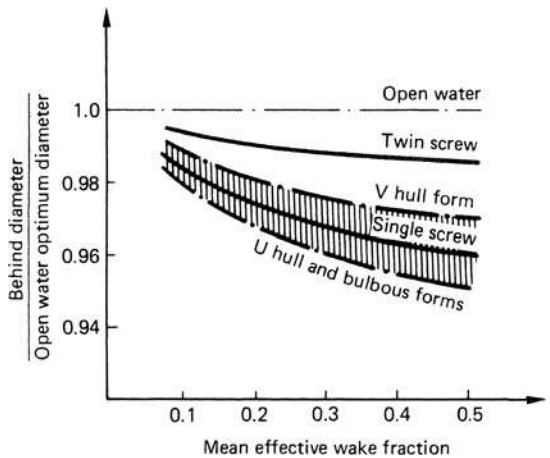 Behind diameter
Open water optimum diameter
1.0
0.98
0.96
0.94
Open water
Twin screw
V hull form
Single screw
U hull and bulbous forms
0.1 0.2 0.3 0.4 0.5
Mean effective wake fraction